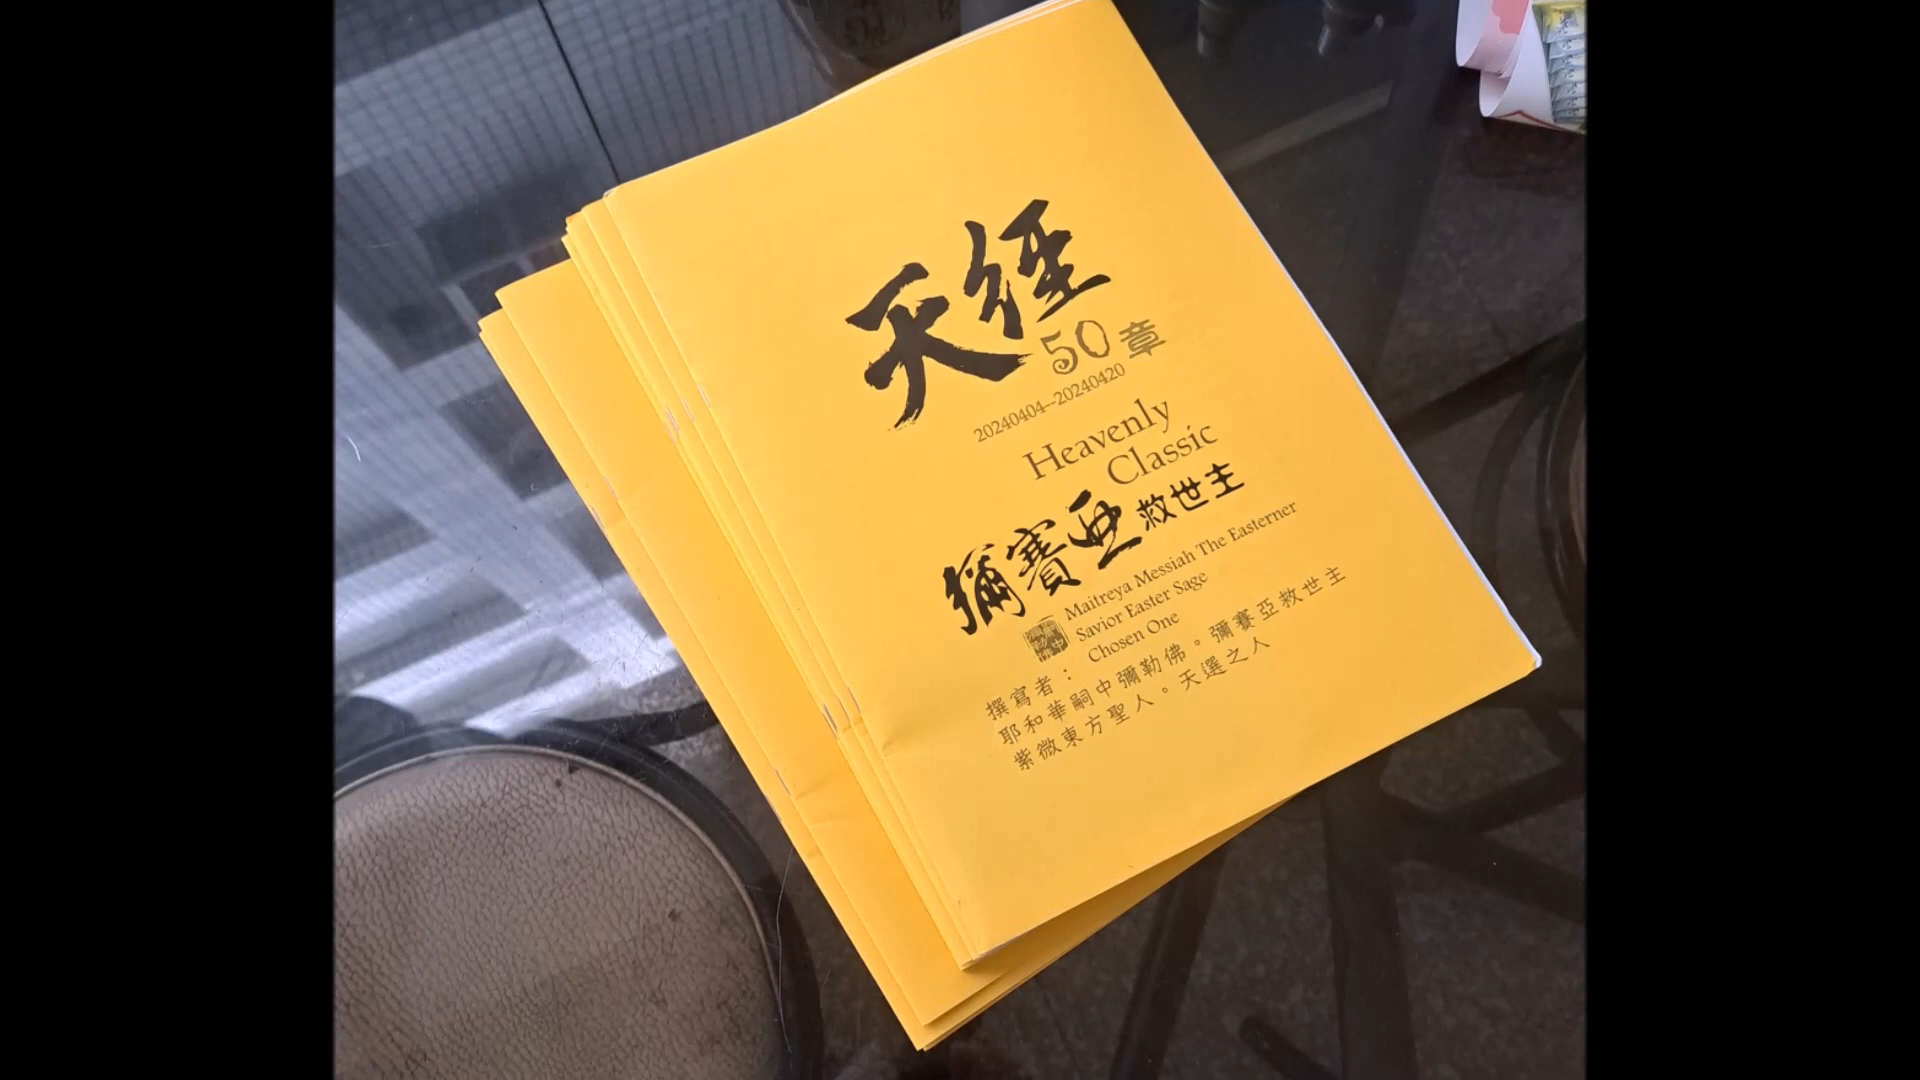 天經
50章
20240404--20240420
Heavenly
Classic
彌賽亞救世主
Maitreya Messiah The Easterner
Savior Easter Sage
Chosen One
撰寫者：
耶和華嗣中彌勒佛。彌賽亞救世主
紫微東方聖人。天選之人